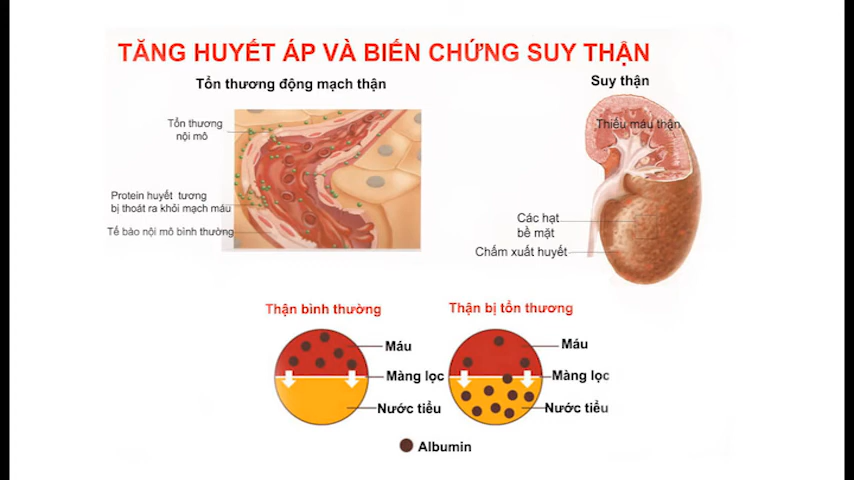 TĂNG HUYẾT ÁP VÀ BIẾN CHỨNG SUY THẬN
Tổn thương động mạch thận
Suy thận
Tổn thương
nội mô
Protein huyết tương
bị thoát ra khỏi mạch máu
Tế bào nội mô bình thường
Thiếu máu thận
Các hạt
bề mặt
Chấm xuất huyết
Thận bình thường
Máu
Màng lọc
Nước tiểu
Thận bị tổn thương
Máu
Màng lọc
Nước tiểu
Albumin